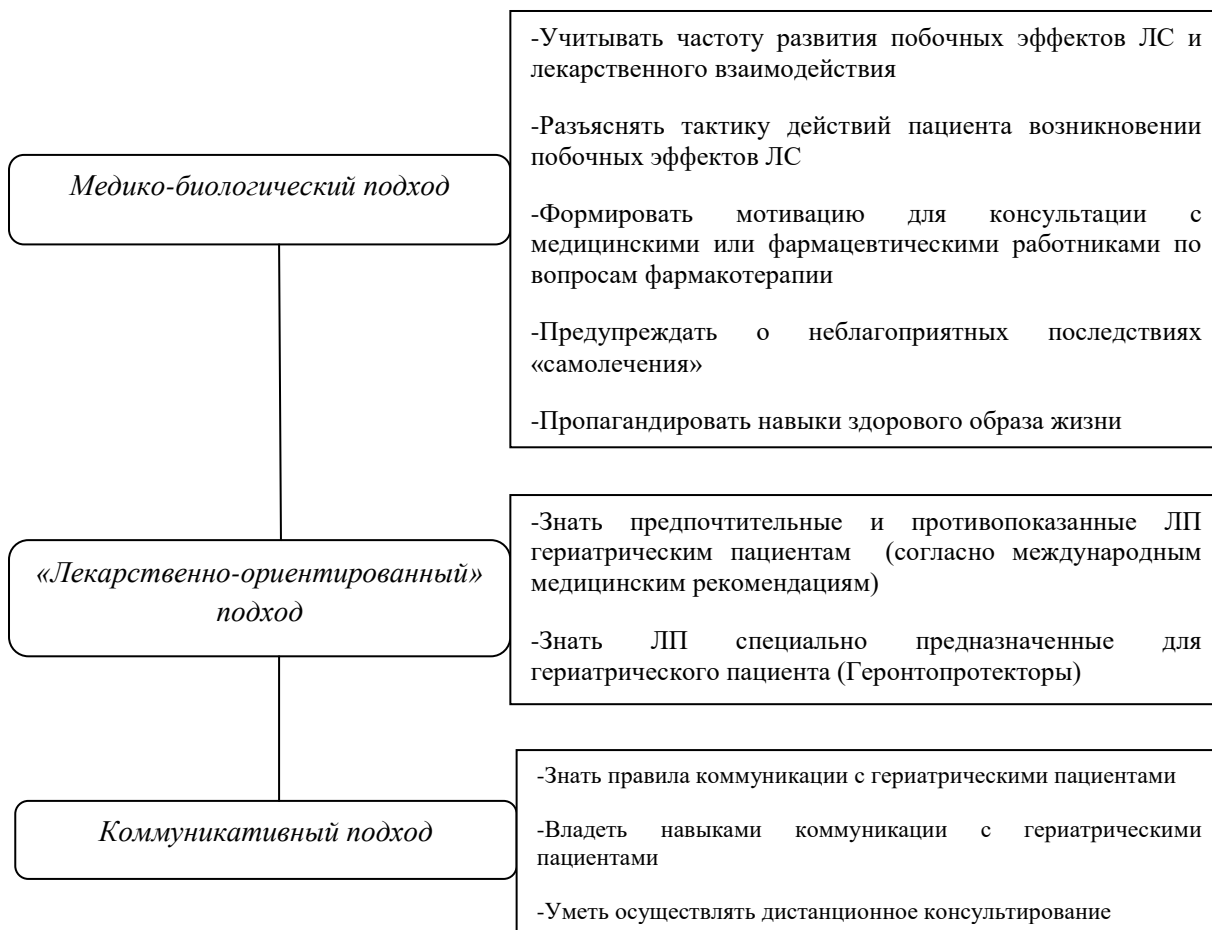 -Учитывать частоту развития побочных эффектов ЛС и
лекарственного взаимодействия
-Разъяснять тактику действий пациента возникновении
побочных эффектов ЛС
Медико-биологический подход
-Формировать мотивацию для консультации с
медицинскими или фармацевтическими работниками по
вопросам фармакотерапии
-Предупреждать о неблагоприятных последствиях
«самолечения»
-Пропагандировать навыки здорового образа жизни
«Лекарственно-ориентированный»
подход
-Знать предпочтительные и противопоказанные ЛП
гериатрическим пациентам (согласно международным
медицинским рекомендациям)
-Знать ЛП специально предназначенные для
гериатрического пациента (Геронтопротекторы)
Коммуникативный подход
-Знать правила коммуникации с гериатрическими пациентами
-Владеть навыками коммуникации с гериатрическими
пациентами
-Уметь осуществлять дистанционное консультирование